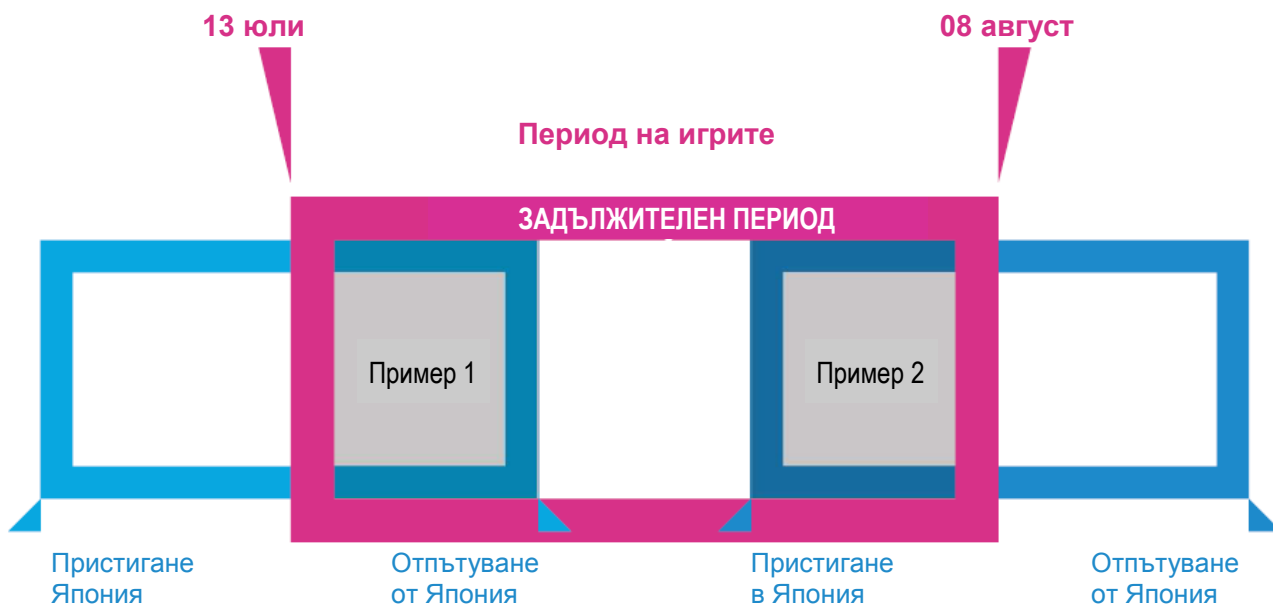 13 юли
08 август
Период на игрите
ЗАДЪЛЖИТЕЛЕН ПЕРИОД
Пример 1
Пример 2
Пристигане
Япония
Отпътуване
от Япония
Пристигане
в Япония
Отпътуване
от Япония